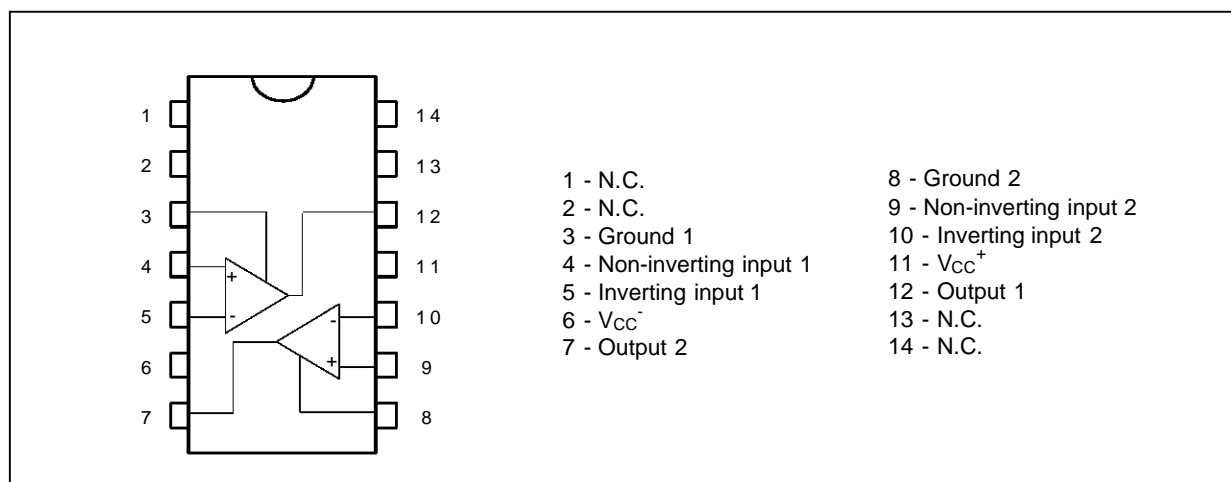 1 14
2 13
3 12
4 11
+
5 - 10
-
6 + 9
7 8
1 - N.C.
2 - N.C.
3 - Ground 1
4 - Non-inverting input 1
5 - Inverting input 1
6 - VCC-
7 - Output 2
8 - Ground 2
9 - Non-inverting input 2
10 - Inverting input 2
11 - VCC+
12 - Output 1
13 - N.C.
14 - N.C.